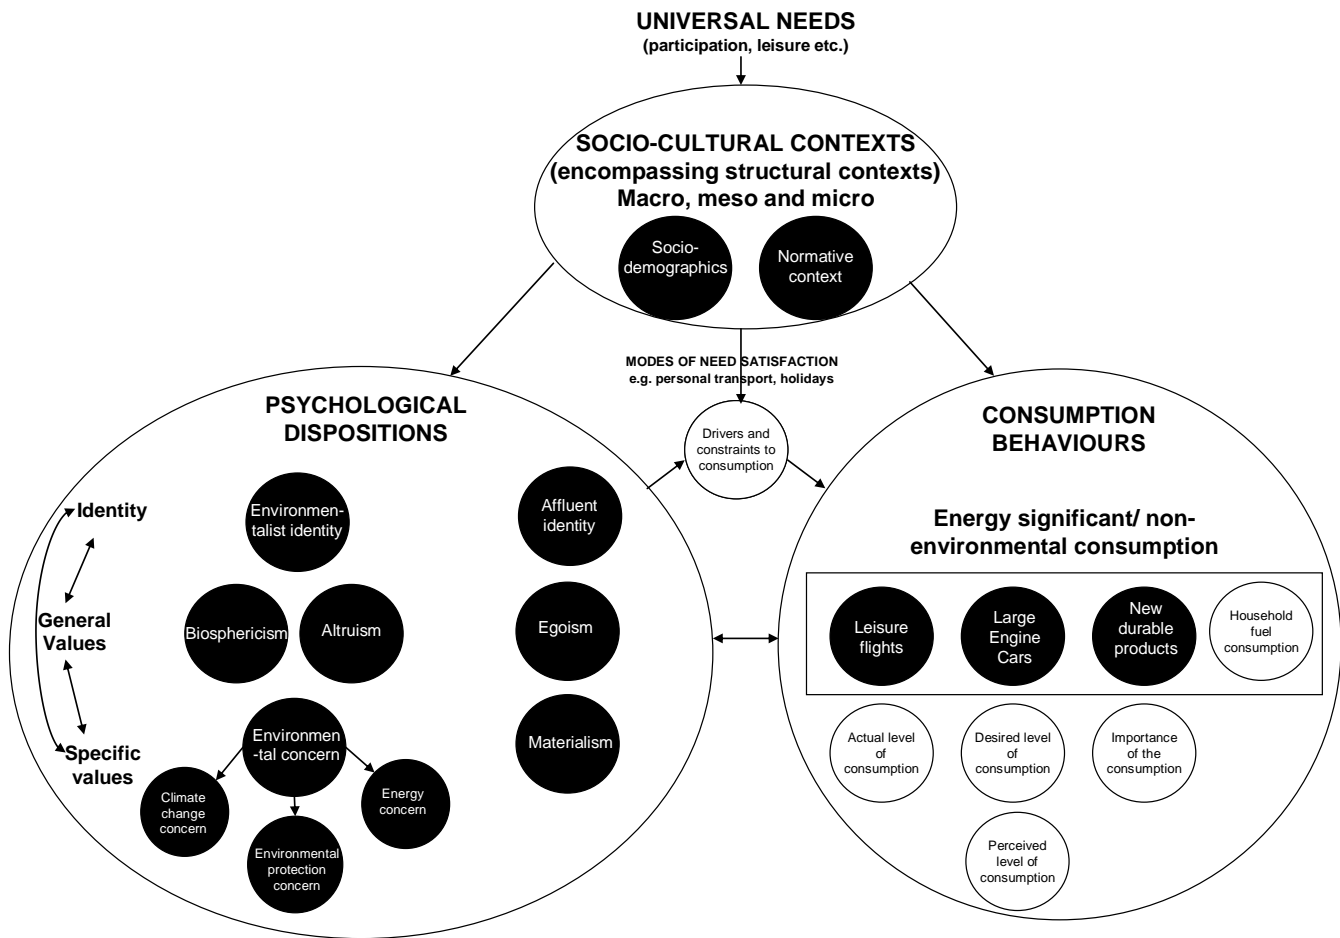 UNIVERSAL NEEDS
(participation, leisure etc.)
SOCIO-CULTURAL CONTEXTS
(encompassing structural contexts)
Macro, meso and micro
Socio-
demographics
Normative
context
MODES OF NEED SATISFACTION
e.g. personal transport, holidays
Drivers and
constraints to
consumption
PSYCHOLOGICAL
DISPOSITIONS
Identity
General
Values
Specific
values
Environmen-
talist identity
Affluent
identity
Biosphericism
Altruism
Egoism
Environmen
-tal concern
Materialism
Climate
change
concern
Energy
concern
Environmental
protection
concern
CONSUMPTION
BEHAVIOURS
Energy significant/ non-
environmental consumption
Leisure
flights
Large
Engine
Cars
New
durable
products
Household
fuel
consumption
Actual level
of
consumption
Desired level
of
consumption
Importance
of the
consumption
Perceived
level of
consumption